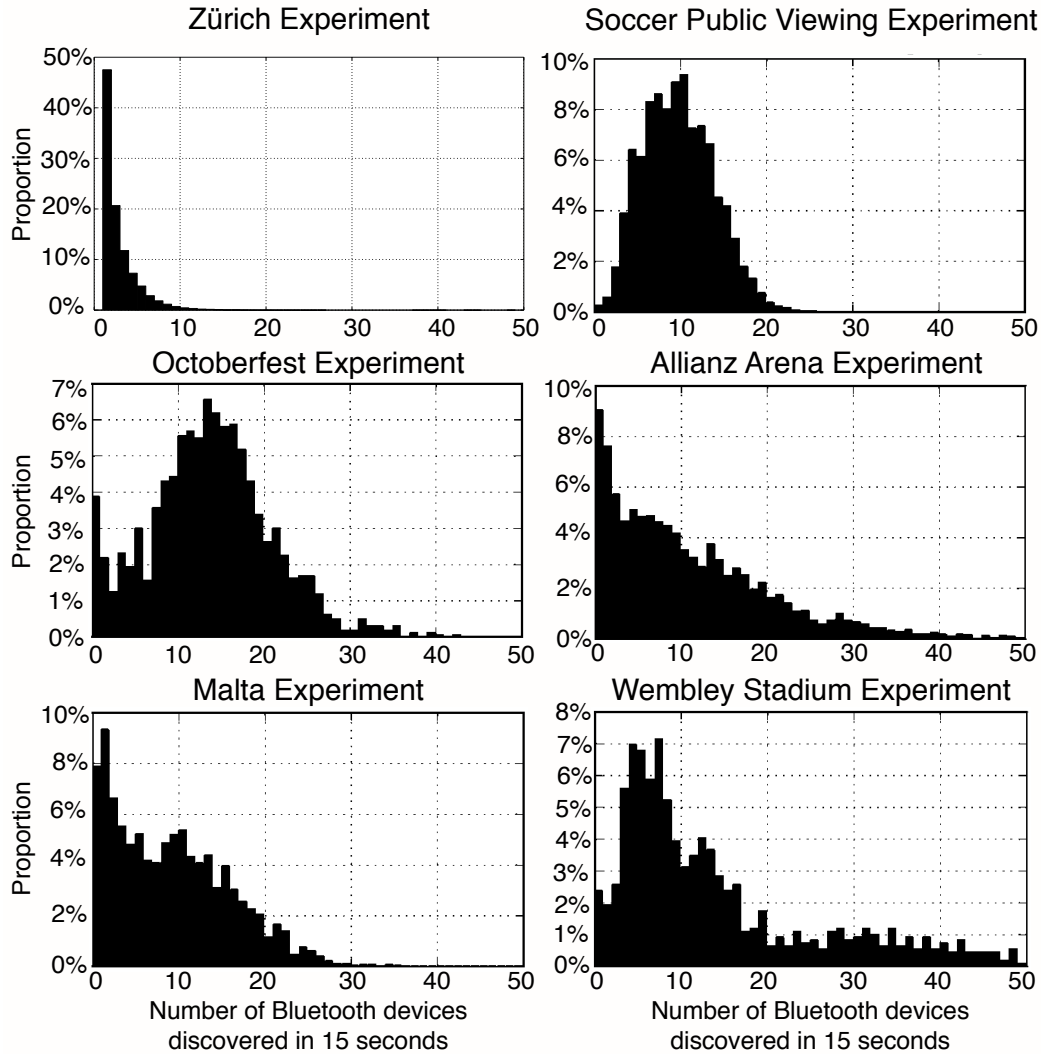 Zürich Experiment
50%
40%
30%
20%
10%
0%
Proportion
0 10 20 30 40 50
Soccer Public Viewing Experiment
10%
8%
6%
4%
2%
0%
0 10 20 30 40 50
Octoberfest Experiment
7%
6%
5%
4%
3%
2%
1%
0%
Proportion
0 10 20 30 40 50
Allianz Arena Experiment
10%
8%
6%
4%
2%
0%
0 10 20 30 40 50
Malta Experiment
10%
8%
6%
4%
2%
0%
Proportion
0 10 20 30 40 50
Number of Bluetooth devices
discovered in 15 seconds
Wembley Stadium Experiment
8%
7%
6%
5%
4%
3%
2%
1%
0%
0 10 20 30 40 50
Number of Bluetooth devices
discovered in 15 seconds